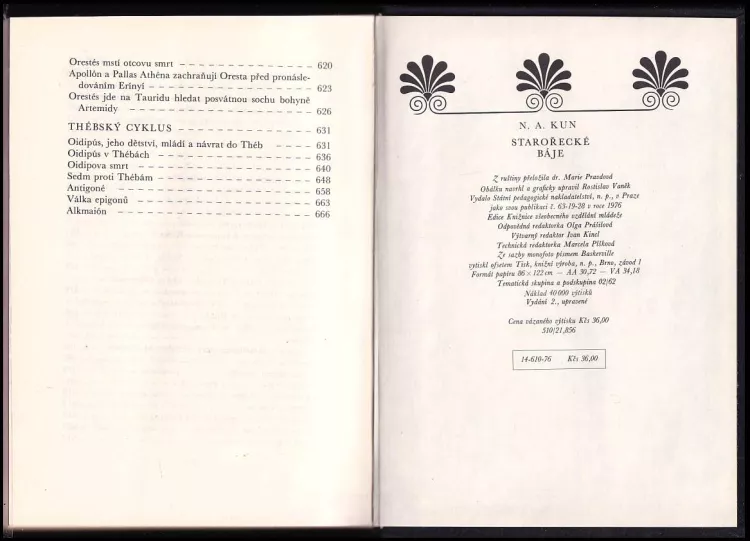 Orestés mstí otcovu smrt – – – – – – – – – – – – – – 620
Apollón a Pallas Athéna zachraňují Oresta před pronásle-
dováním Erinyí – – – – – – – – – – – – – – – – 623
Orestés jde na Tauridu hledat posvátnou sochu bohyně
Artemidy – – – – – – – – – – – – – – – – – – 626
THÉBSKÝ CYKLUS – – – – – – – – – – – – – – 631
Oidipús, jeho dětství, mládí a návrat do Théb – – – – 631
Oidipús v Thébách – – – – – – – – – – – – – – – – 636
Oidipova smrt – – – – – – – – – – – – – – – – – – 640
Sedm proti Thébám – – – – – – – – – – – – – – – – 648
Antigoné – – – – – – – – – – – – – – – – – – – – 658
Válka epigonů – – – – – – – – – – – – – – – – – – 663
Alkmaión – – – – – – – – – – – – – – – – – – – – 666
N. A. KUN
STAROŘECKÉ
BÁJE
Z ruštiny přeložila dr. Marie Pravdová
Obálku navrhl a graficky upravil Rostislav Vaněk
Vydalo Státní pedagogické nakladatelství, n. p., v Praze
jako svou publikaci č. 63-19-28 v roce 1976
Edice Knižnice všeobecného vzdělání mládeže
Odpovědná redaktorka Olga Prášilová
Výtvarný redaktor Ivan Kinel
Technická redaktorka Marcela Plšková
Ze sazby monofoto písmem Baskerville
vytiskl ofsetem Tisk, knižní výroba, n. p., Brno, závod 1
Formát papíru 86 × 122 cm — AA 30,72 — VA 34,18
Tematická skupina a podskupina 02/62
Náklad 40 000 výtisků
Vydání 2., upravené
Cena vázaného výtisku Kčs 36,00
510/21,856
14-610-76 Kčs 36,00